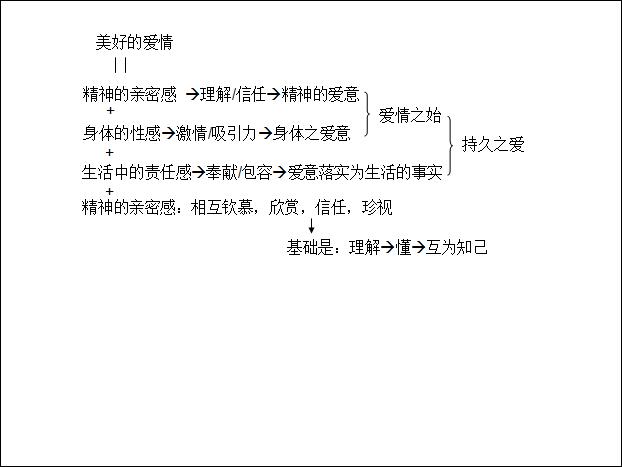 美好的爱情
||
精神的亲密感 →理解/信任→精神的爱意
+
爱情之始
身体的性感→激情/吸引力→身体之爱意
持久之爱
+
生活中的责任感→奉献/包容→爱意落实为生活的事实
+
精神的亲密感：相互钦慕，欣赏，信任，珍视
↓
基础是：理解→懂→互为知己